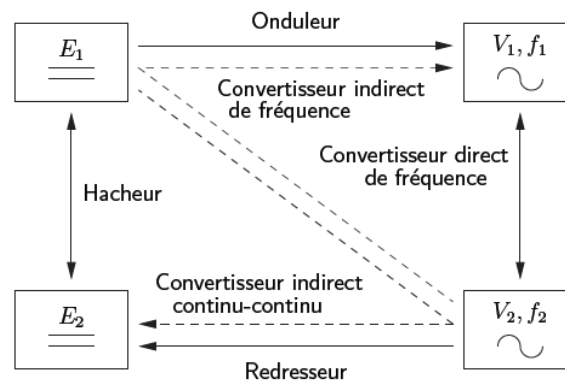 Onduleur
E₁
V₁, f₁
Convertisseur indirect
de fréquence
Convertisseur direct
de fréquence
Hacheur
Convertisseur indirect
continu-continu
E₂
V₂, f₂
Redresseur